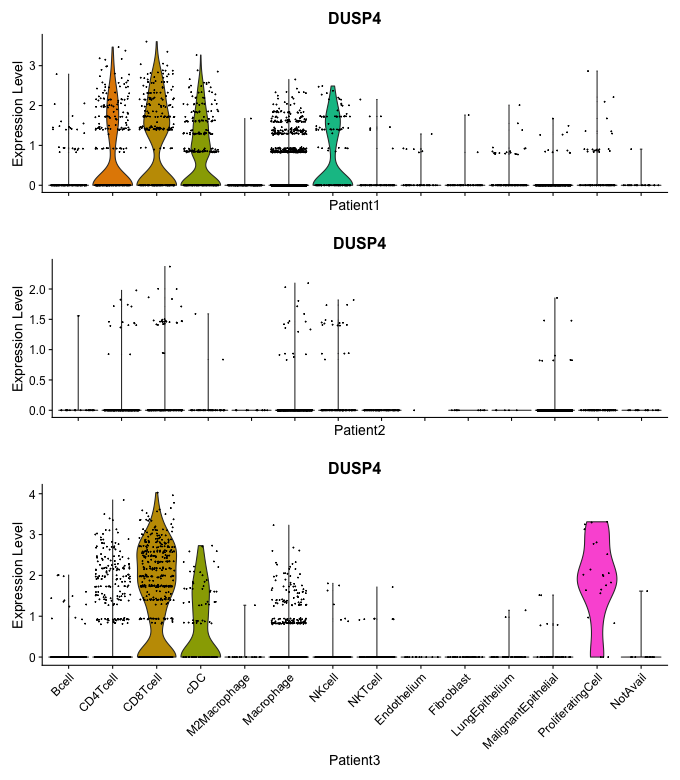 DUSP4
Expression Level
3
2
1
0
Patient1
DUSP4
Expression Level
2.0
1.5
1.0
0.5
0.0
Patient2
DUSP4
Expression Level
4
3
2
1
0
Bcell
CD4Tcell
CD8Tcell
cDC
M2Macrophage
Macrophage
NKcell
NKTcell
Endothelium
Fibroblast
LungEpithelium
MalignantEpithelial
ProliferatingCell
NotAvail
Patient3